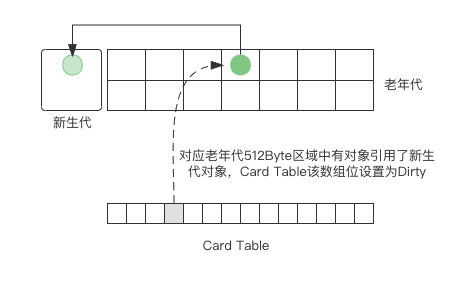 老年代
新生代
对应老年代512Byte区域中有对象引用了新生
代对象，Card Table该数组位设置为Dirty
Card Table